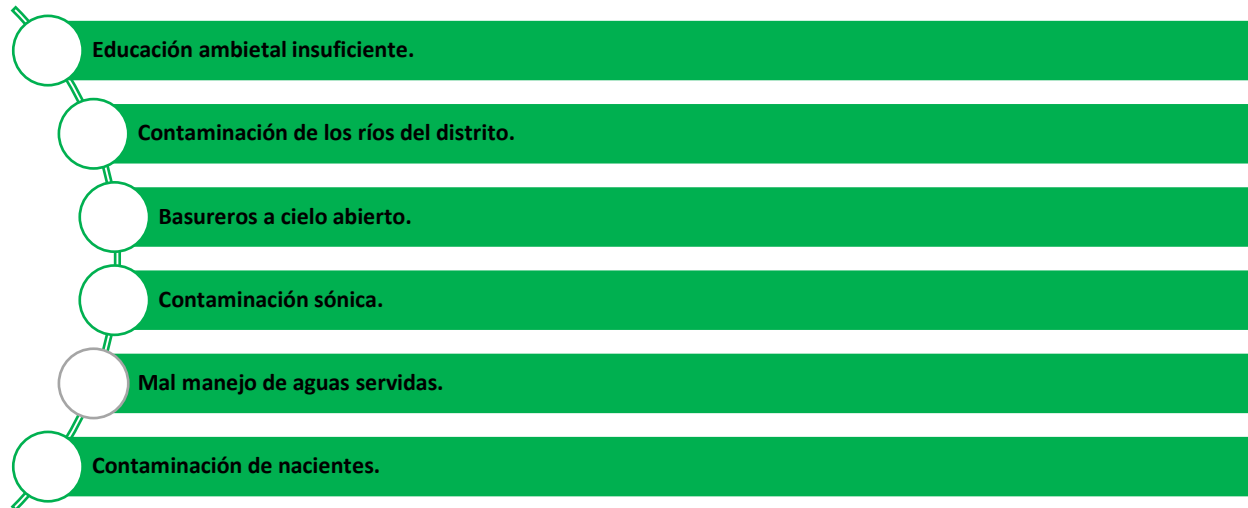 Educación ambietal insuficiente.
Contaminación de los ríos del distrito.
Basureros a cielo abierto.
Contaminación sónica.
Mal manejo de aguas servidas.
Contaminación de nacientes.